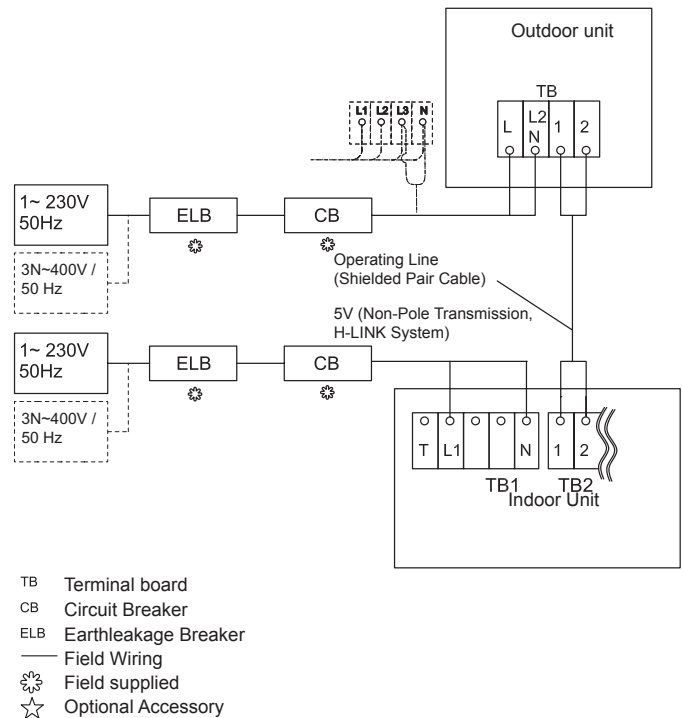 Outdoor unit
TB
L1 L2 L3 N
L L2 N 1 2
1~ 230V
50Hz
ELB
CB
3N~400V /
50 Hz
Operating Line
(Shielded Pair Cable)
5V (Non-Pole Transmission,
H-LINK System)
1~ 230V
50Hz
ELB
CB
3N~400V /
50 Hz
T L1 N 1 2
TB1 TB2
Indoor Unit
TB Terminal board
CB Circuit Breaker
ELB Earthleakage Breaker
Field Wiring
Field supplied
Optional Accessory